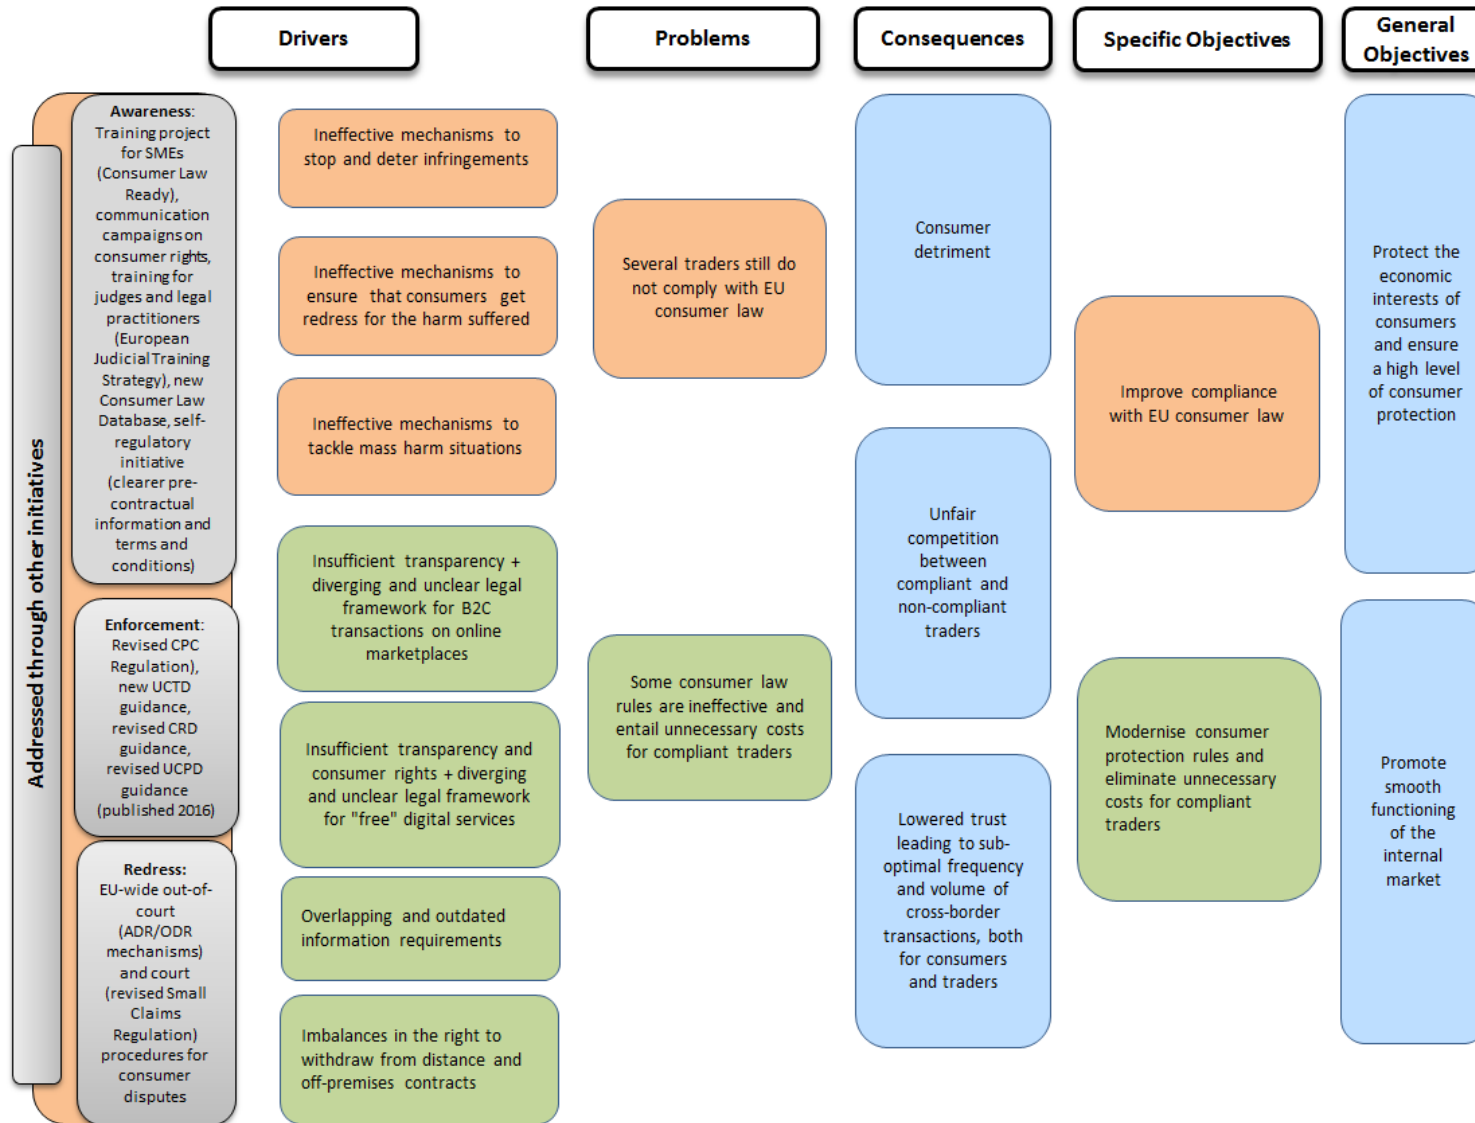 Drivers
Problems
Consequences
Specific Objectives
General
Objectives
Addressed through other initiatives
Awareness:
Training project
for SMEs
(Consumer Law
Ready),
communication
campaigns on
consumer rights,
training for
judges and legal
practitioners
(European
Judicial Training
Strategy), new
Consumer Law
Database, self-
regulatory
initiative
(clearer pre-
contractual
information and
terms and
conditions)
Enforcement:
Revised CPC
Regulation),
new UCTD
guidance,
revised CRD
guidance,
revised UCPD
guidance
(published 2016)
Redress:
EU-wide out-of-
court
(ADR/ODR
mechanisms)
and court
(revised Small
Claims
Regulation)
procedures for
consumer
disputes
Ineffective mechanisms to
stop and deter infringements
Ineffective mechanisms to
ensure that consumers get
redress for the harm suffered
Ineffective mechanisms to
tackle mass harm situations
Insufficient transparency +
diverging and unclear legal
framework for B2C
transactions on online
marketplaces
Insufficient transparency and
consumer rights + diverging
and unclear legal framework
for "free" digital services
Overlapping and outdated
information requirements
Imbalances in the right to
withdraw from distance and
off-premises contracts
Several traders still do
not comply with EU
consumer law
Some consumer law
rules are ineffective and
entail unnecessary costs
for compliant traders
Consumer
detriment
Unfair
competition
between
compliant and
non-compliant
traders
Lowered trust
leading to sub-
optimal frequency
and volume of
cross-border
transactions, both
for consumers
and traders
Improve compliance
with EU consumer law
Modernise consumer
protection rules and
eliminate unnecessary
costs for compliant
traders
Protect the
economic
interests of
consumers
and ensure
a high level
of consumer
protection
Promote
smooth
functioning
of the
internal
market